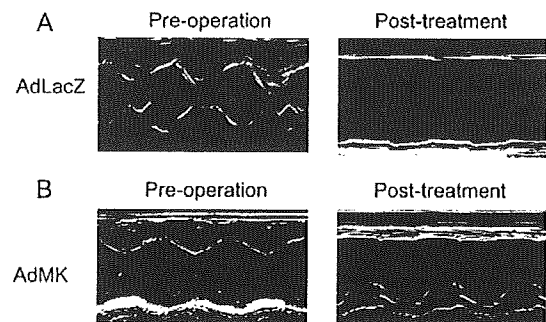 A
Pre-operation Post-treatment
AdLacZ
B
Pre-operation Post-treatment
AdMK